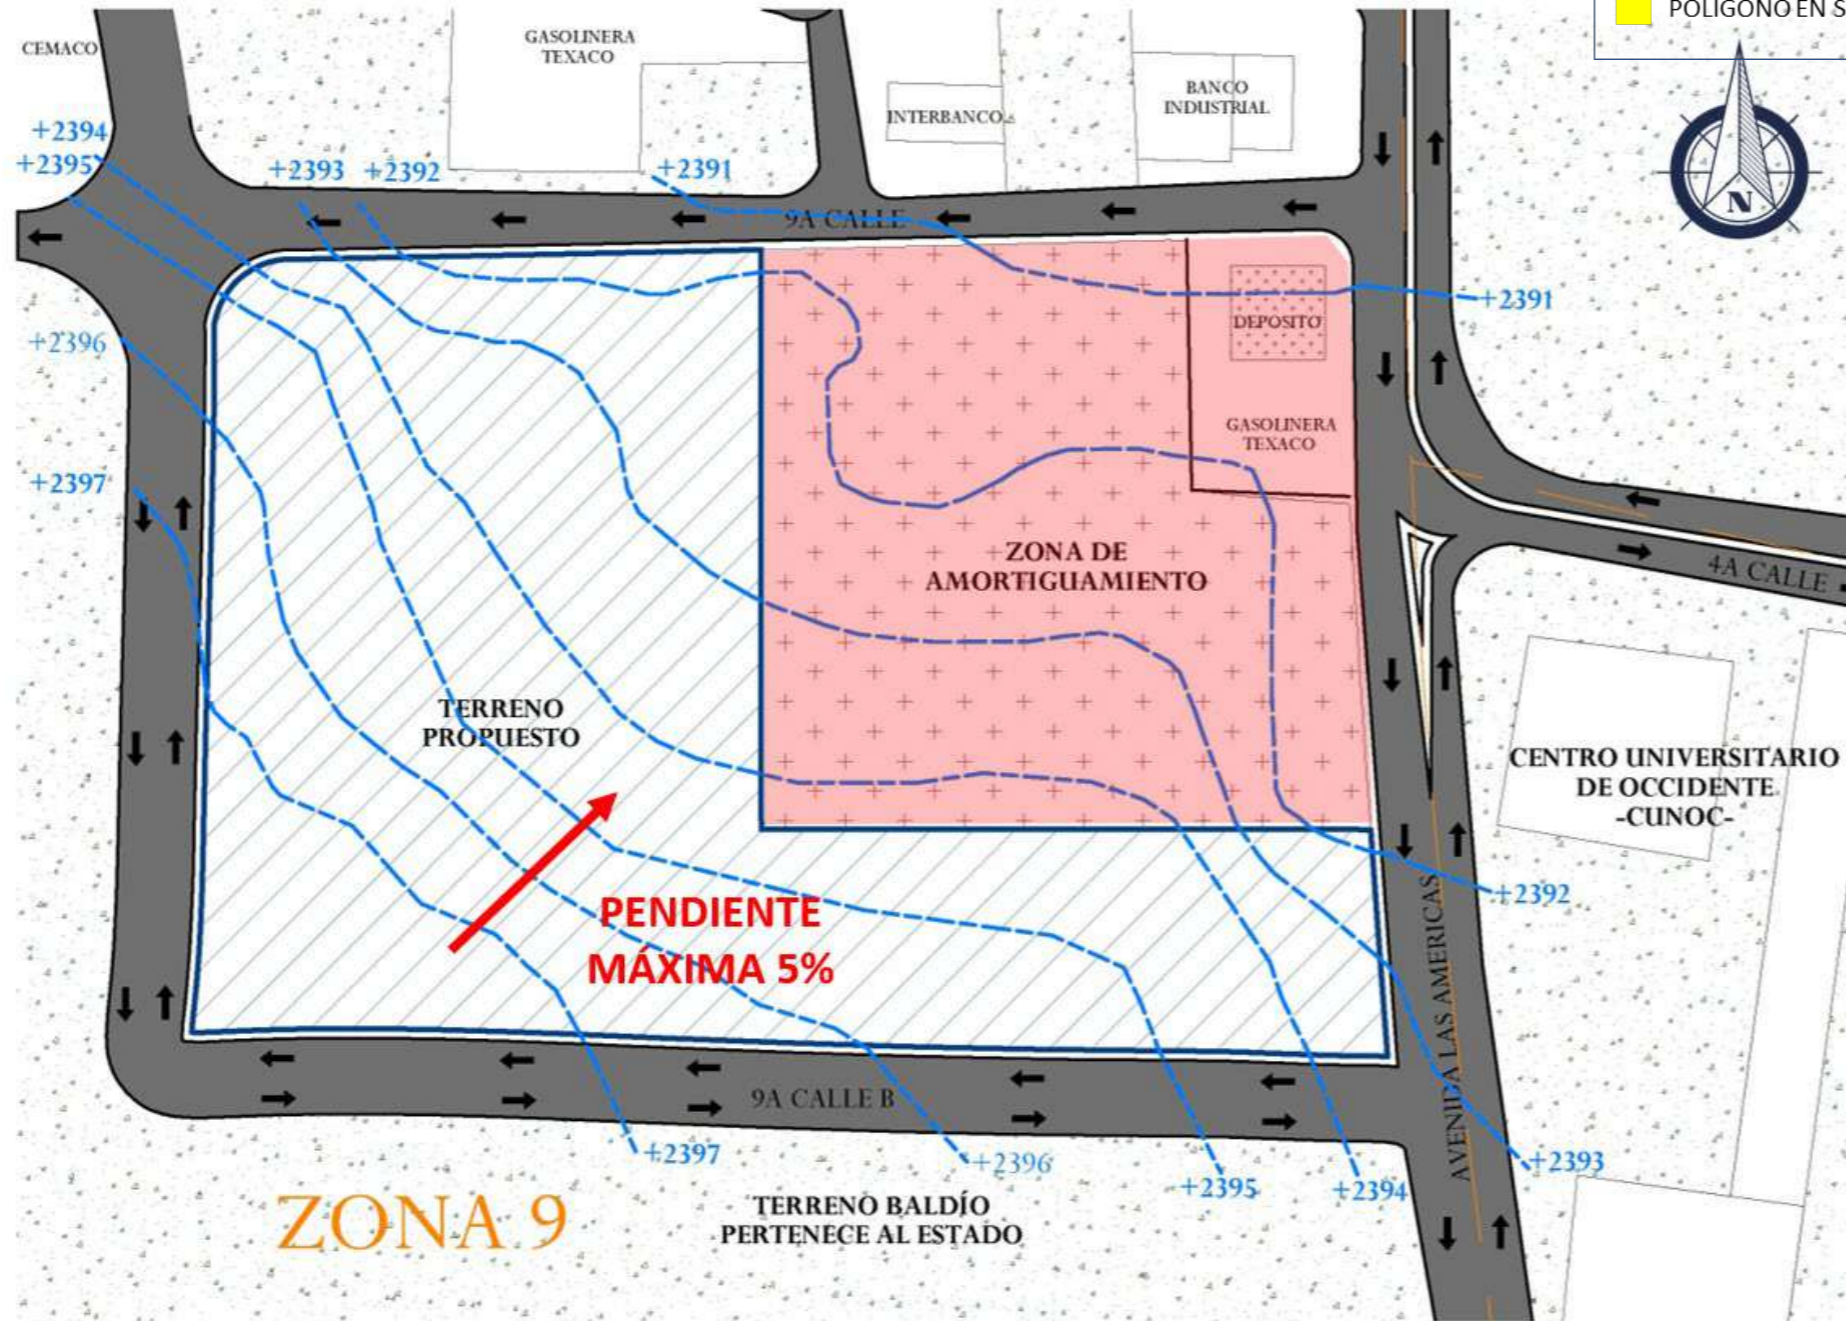 POLIGONO EN S
CEMACO
GASOLINERA
TEXACO
INTERBANCO
BANCO
INDUSTRIAL
N
+2394
+2395
+2393
+2392
+2391
9A CALLE
+2391
DEPOSITO
GASOLINERA
TEXACO
+2396
+2397
ZONA DE
AMORTIGUAMIENTO
4A CALLE
TERRENO
PROPUESTO
CENTRO UNIVERSITARIO
DE OCCIDENTE
-CUNOC-
PENDIENTE
MÁXIMA 5%
+2392
AVENIDA LAS AMERICAS
9A CALLE B
+2397
+2396
+2395
+2394
+2393
ZONA 9
TERRENO BALDÍO
PERTENECE AL ESTADO